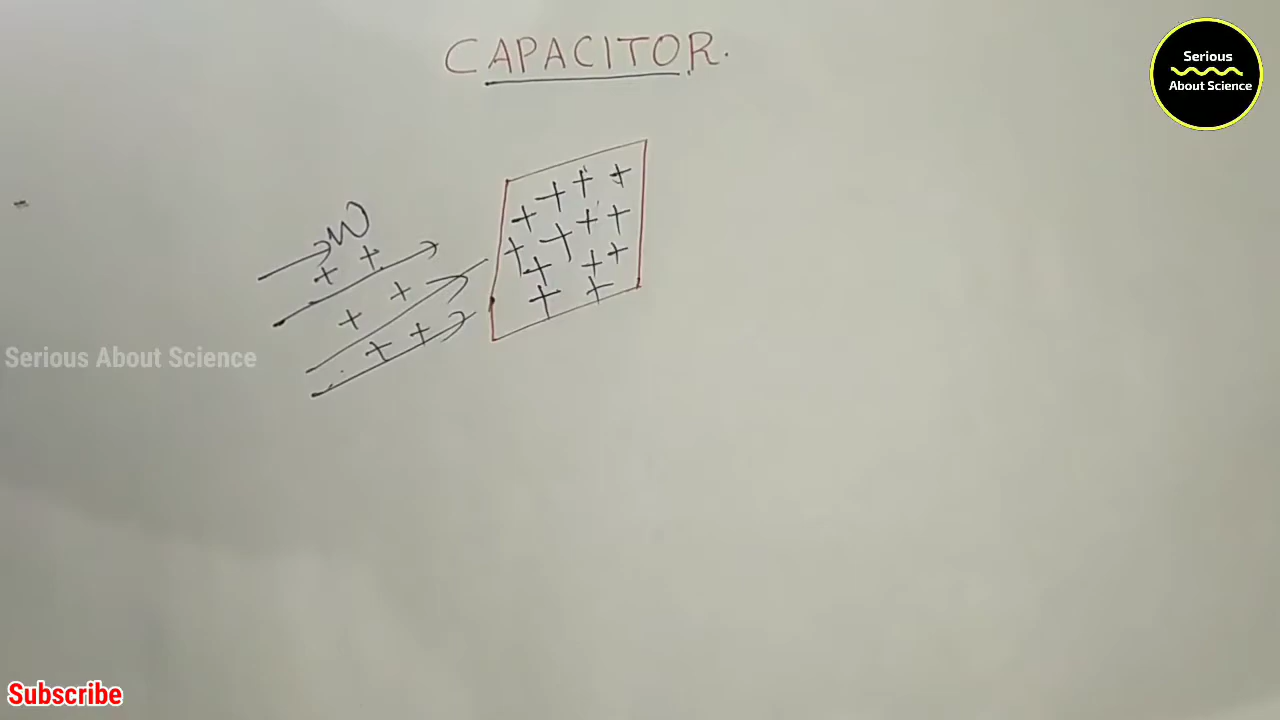 CAPACITOR.
Serious
About Science
W
+ +
+ +
+ +
+ + + +
+ + + +
+ + + +
+ +
Serious About Science
Subscribe